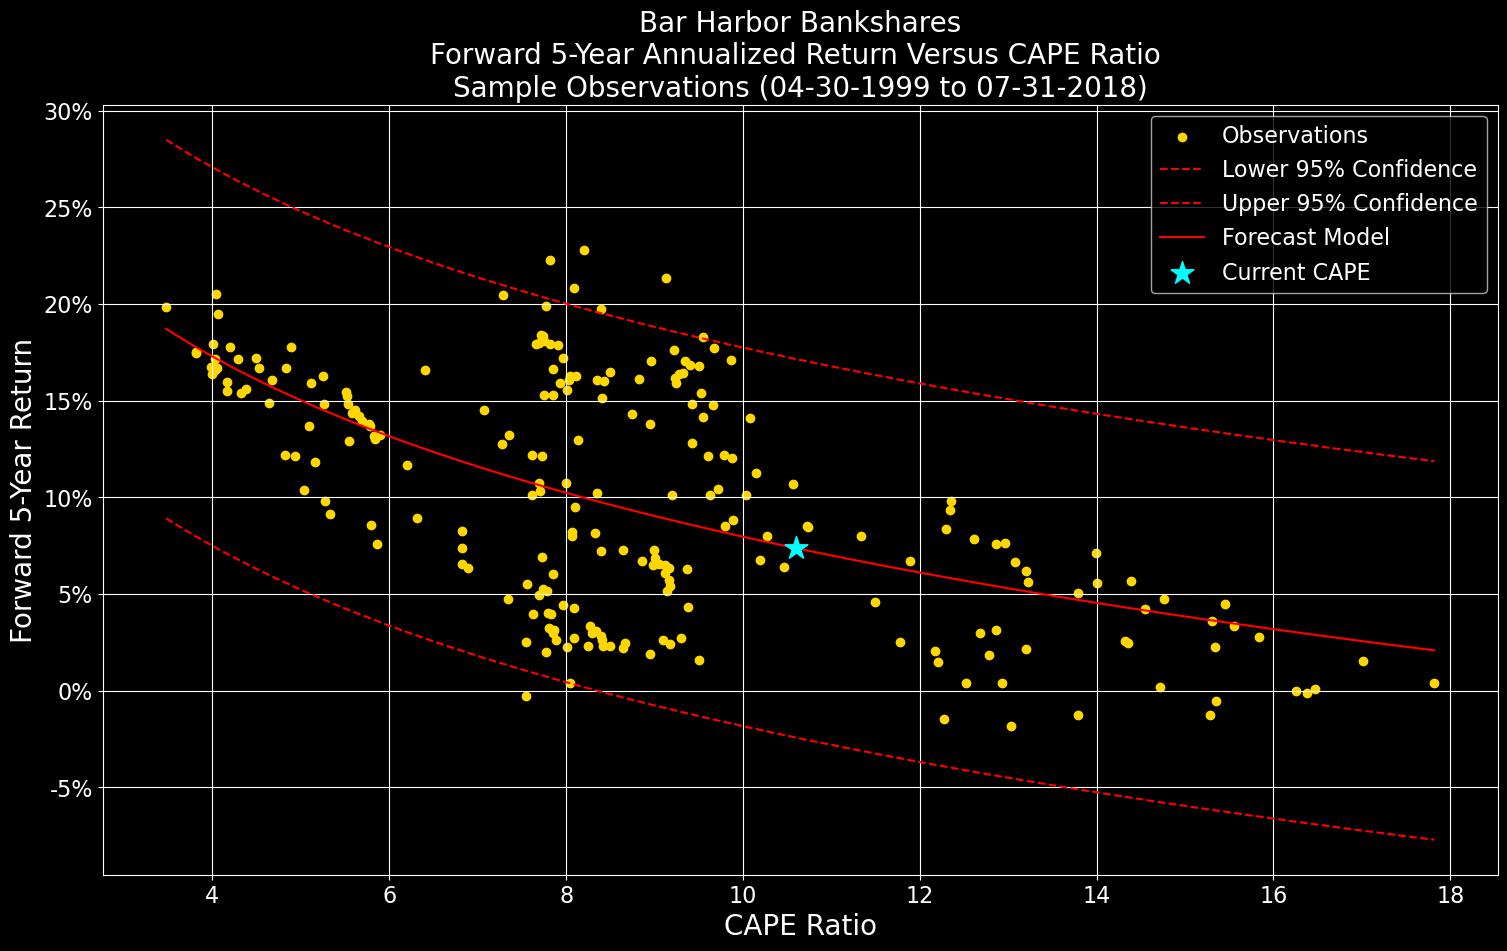 Bar Harbor Bankshares
Forward 5-Year Annualized Return Versus CAPE Ratio
Sample Observations (04-30-1999 to 07-31-2018)
30%
25%
20%
15%
10%
5%
0%
-5%
Forward 5-Year Return
Observations
Lower 95% Confidence
Upper 95% Confidence
Forecast Model
Current CAPE
4 6 8 10 12 14 16 18
CAPE Ratio